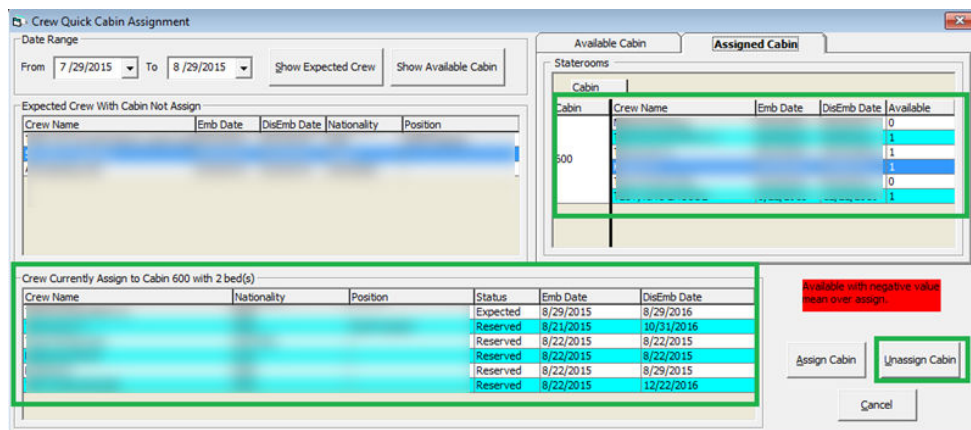 Crew Quick Cabin Assignment
Date Range
From 7 /29/2015 To 8 /29/2015 Show Expected Crew Show Available Cabin
Expected Crew With Cabin Not Assign
Crew Name Emb Date DisEmb Date Nationality Position
Available Cabin Assigned Cabin
Staterooms
Cabin
Cabin Crew Name Emb Date DisEmb Date Available
0
1
600 1
1
0
1
Crew Currently Assign to Cabin 600 with 2 bed(s)
Crew Name Nationality Position Status Emb Date DisEmb Date
Expected 8/29/2015 8/29/2016
Reserved 8/21/2015 10/31/2016
Reserved 8/22/2015 8/22/2015
Reserved 8/22/2015 8/22/2015
Reserved 8/22/2015 8/29/2015
Reserved 8/22/2015 12/22/2016
Available with negative value
mean over assign.
Assign Cabin Unassign Cabin
Cancel